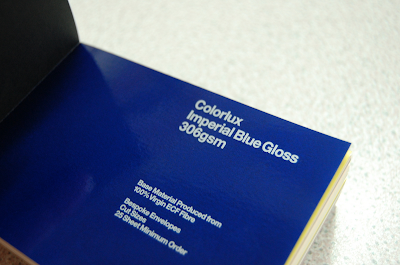 Colorlux
Imperial Blue Gloss
306gsm
Base Material Produced from
100% Virgin ECF Fibre
Bespoke Envelopes
Cut Sizes
25 Sheet Minimum Order